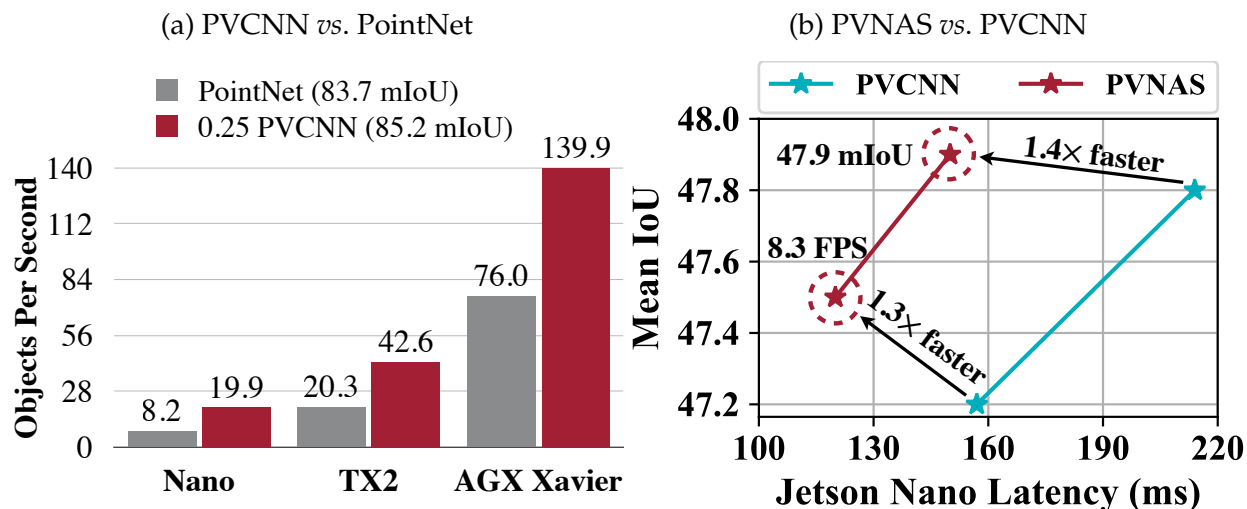 (a) PVCNN vs. PointNet
PointNet (83.7 mIoU)
0.25 PVCNN (85.2 mIoU)
Objects Per Second
140
112
84
56
28
0
8.2
19.9
20.3
42.6
76.0
139.9
Nano
TX2
AGX Xavier
(b) PVNAS vs. PVCNN
PVCNN
PVNAS
Mean IoU
48.0
47.8
47.6
47.4
47.2
47.9 mIoU
1.4× faster
8.3 FPS
1.3× faster
100
130
160
190
220
Jetson Nano Latency (ms)